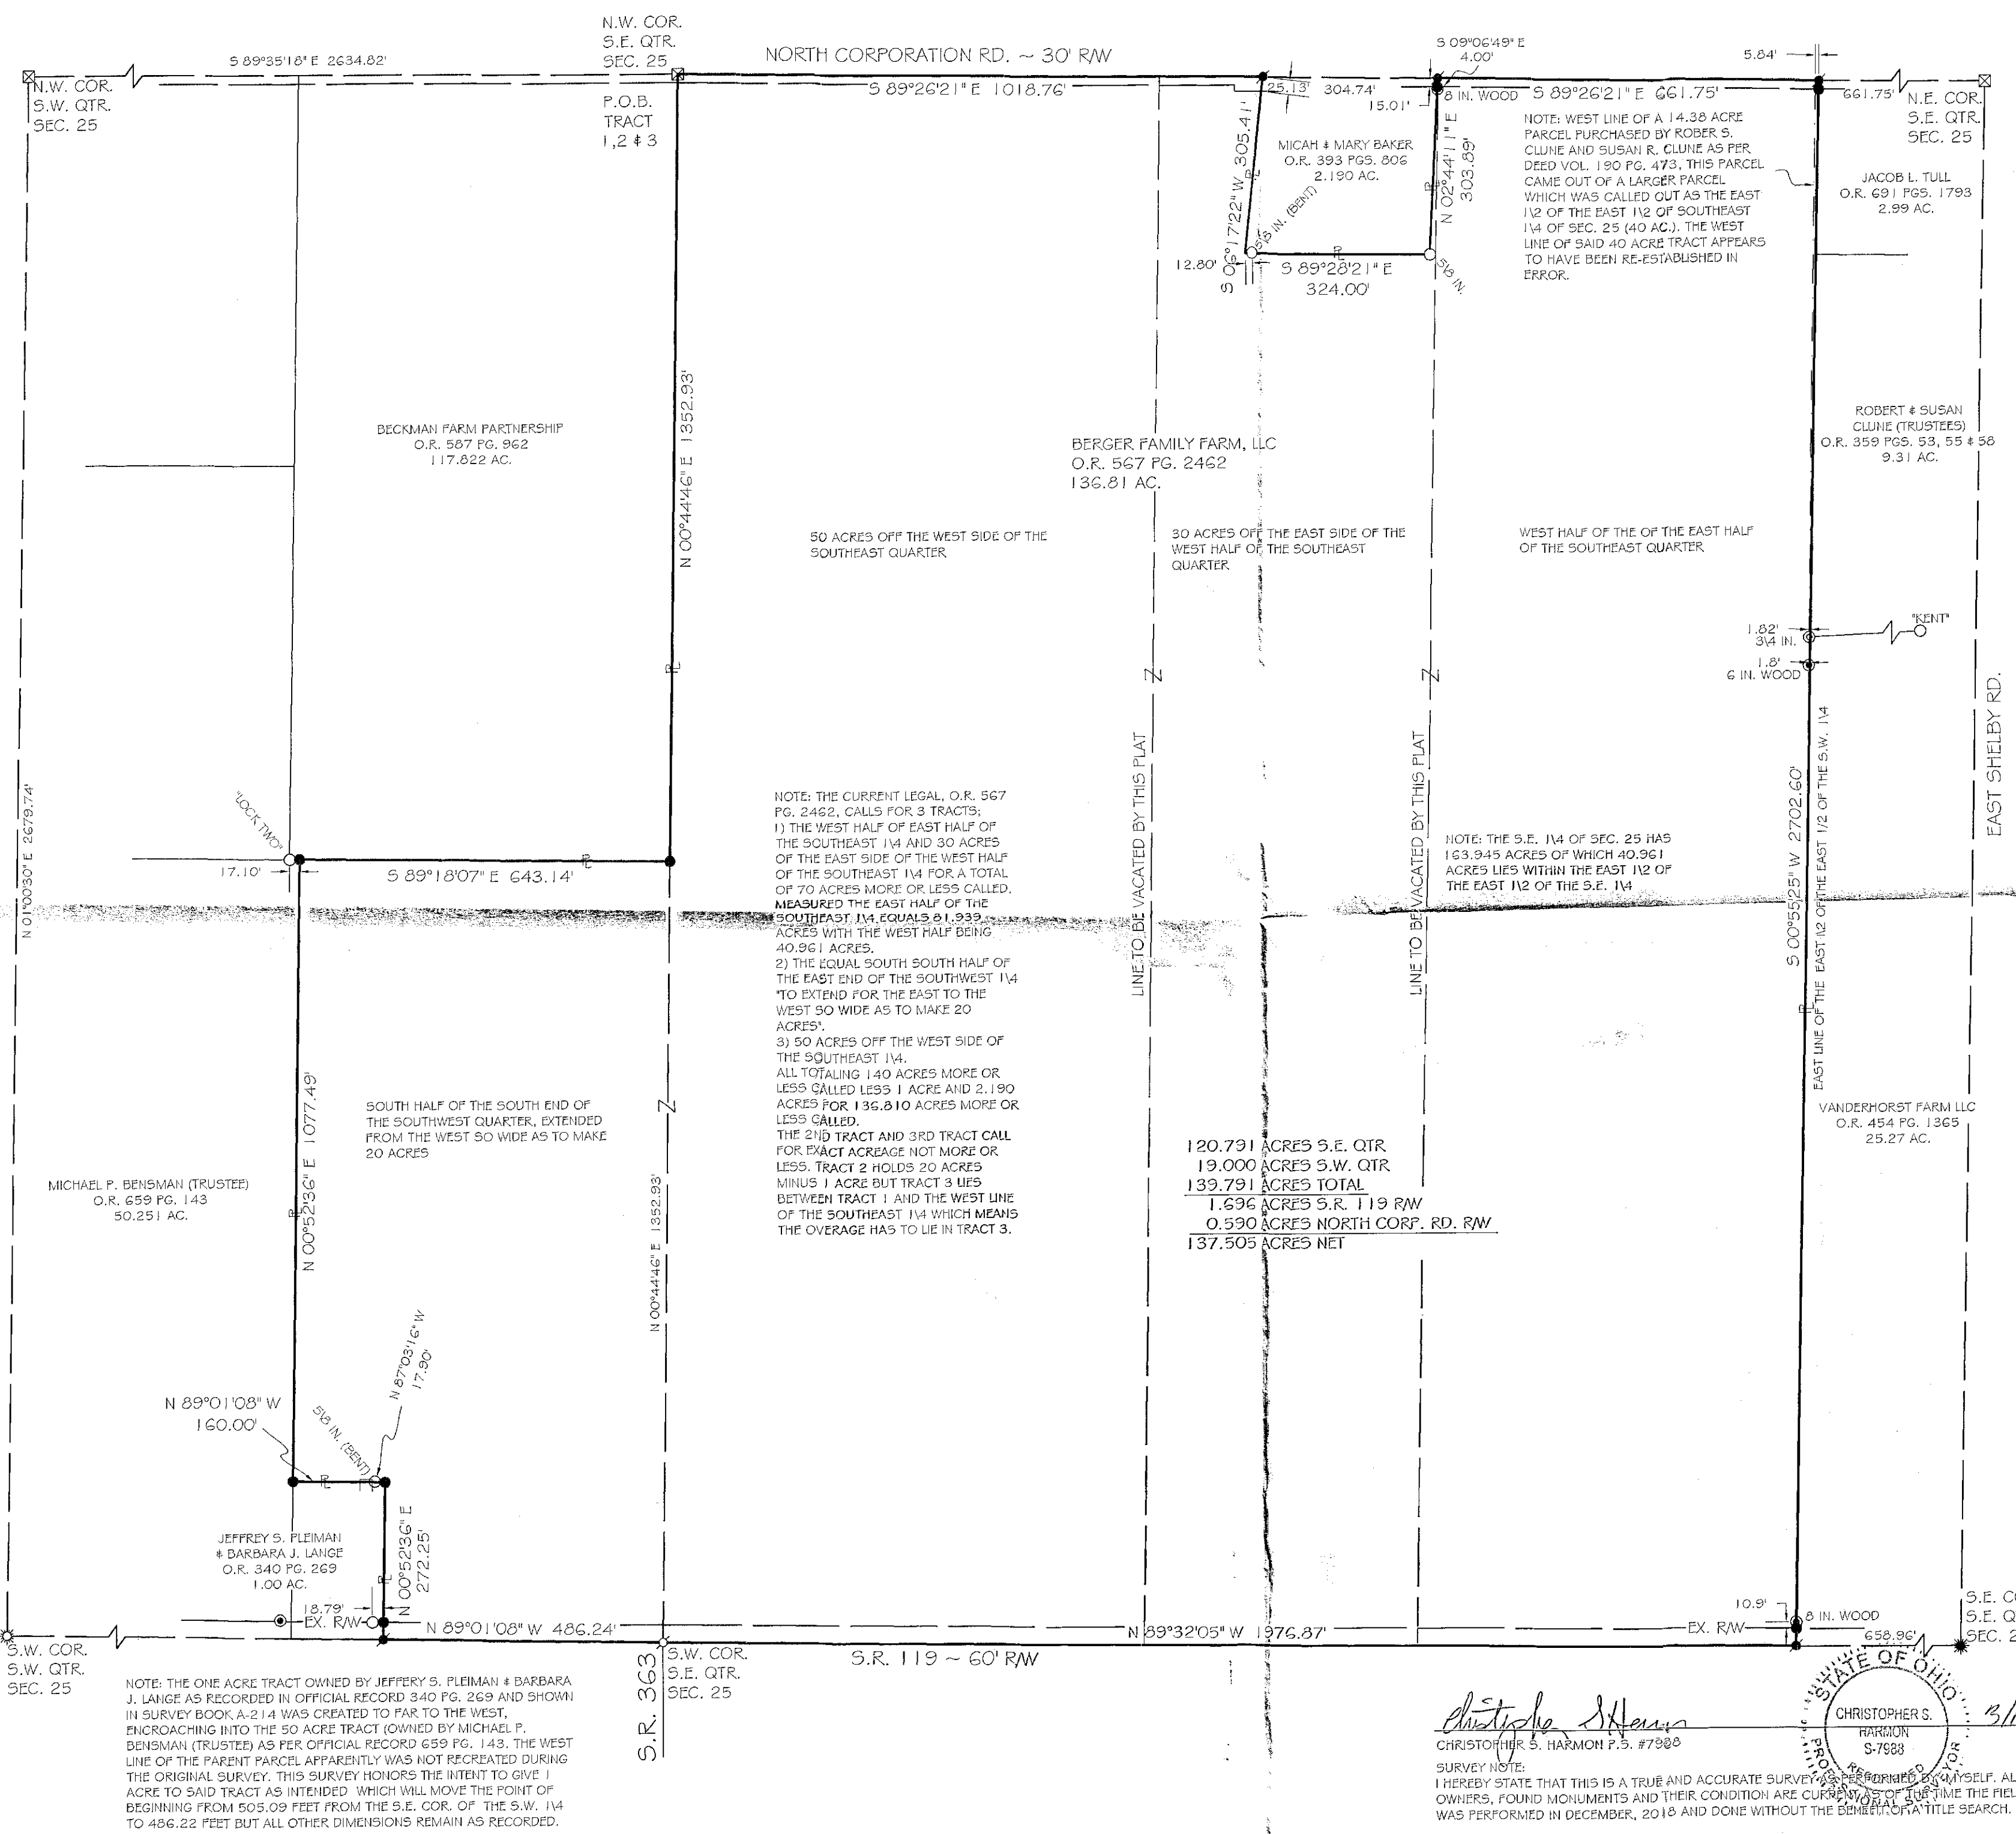 N.W. COR.
S.E. QTR.
SEC. 25
NORTH CORPORATION RD. ~ 30' R/W
S 89°35'18" E 2634.82'
N.W. COR.
S.W. QTR.
SEC. 25
P.O.B.
TRACT
1,2 & 3
S 89°26'21" E 1018.76'
25.13'
304.74'
15.01'
S 09°06'49" E
4.00'
8 IN. WOOD
S 89°26'21" E 661.75'
5.84'
661.75'
N.E. COR.
S.E. QTR.
SEC. 25
S 06°17'22" W 305.41'
MICAH & MARY BAKER
O.R. 393 PGS. 806
2.190 AC.
5\8 IN. (BENT)
N 02°44'11" E
303.89'
12.80'
S 89°28'21" E
324.00'
5\8 IN.
NOTE: WEST LINE OF A 14.38 ACRE
PARCEL PURCHASED BY ROBER S.
CLUNE AND SUSAN R. CLUNE AS PER
DEED VOL. 190 PG. 473, THIS PARCEL
CAME OUT OF A LARGER PARCEL
WHICH WAS CALLED OUT AS THE EAST
1\2 OF THE EAST 1\2 OF SOUTHEAST
1\4 OF SEC. 25 (40 AC.). THE WEST
LINE OF SAID 40 ACRE TRACT APPEARS
TO HAVE BEEN RE-ESTABLISHED IN
ERROR.
JACOB L. TULL
O.R. 691 PGS. 1793
2.99 AC.
ROBERT & SUSAN
CLUNE (TRUSTEES)
O.R. 359 PGS. 53, 55 & 58
9.31 AC.
BECKMAN FARM PARTNERSHIP
O.R. 587 PG. 962
117.822 AC.
N 00°44'46" E 1352.93'
BERGER FAMILY FARM, LLC
O.R. 567 PG. 2462
136.81 AC.
50 ACRES OFF THE WEST SIDE OF THE
SOUTHEAST QUARTER
30 ACRES OFF THE EAST SIDE OF THE
WEST HALF OF THE SOUTHEAST
QUARTER
WEST HALF OF THE OF THE EAST HALF
OF THE SOUTHEAST QUARTER
1.82'
3\4 IN.
1.8'
6 IN. WOOD
"KENT"
EAST SHELBY RD.
N 01°00'30" E 2679.74'
"LOCK TWO"
17.10'
S 89°18'07" E 643.14'
NOTE: THE CURRENT LEGAL, O.R. 567
PG. 2462, CALLS FOR 3 TRACTS;
1) THE WEST HALF OF EAST HALF OF
THE SOUTHEAST 1\4 AND 30 ACRES
OF THE EAST SIDE OF THE WEST HALF
OF THE SOUTHEAST 1\4 FOR A TOTAL
OF 70 ACRES MORE OR LESS CALLED.
MEASURED THE EAST HALF OF THE
SOUTHEAST 1\4 EQUALS 81.939
ACRES WITH THE WEST HALF BEING
40.961 ACRES.
2) THE EQUAL SOUTH SOUTH HALF OF
THE EAST END OF THE SOUTHWEST 1\4
"TO EXTEND FOR THE EAST TO THE
WEST SO WIDE AS TO MAKE 20
ACRES".
3) 50 ACRES OFF THE WEST SIDE OF
THE SOUTHEAST 1\4.
ALL TOTALING 140 ACRES MORE OR
LESS CALLED LESS 1 ACRE AND 2.190
ACRES FOR 136.810 ACRES MORE OR
LESS CALLED.
THE 2ND TRACT AND 3RD TRACT CALL
FOR EXACT ACREAGE NOT MORE OR
LESS. TRACT 2 HOLDS 20 ACRES
MINUS 1 ACRE BUT TRACT 3 LIES
BETWEEN TRACT 1 AND THE WEST LINE
OF THE SOUTHEAST 1\4 WHICH MEANS
THE OVERAGE HAS TO LIE IN TRACT 3.
LINE TO BE VACATED BY THIS PLAT
LINE TO BE VACATED BY THIS PLAT
NOTE: THE S.E. 1\4 OF SEC. 25 HAS
163.945 ACRES OF WHICH 40.961
ACRES LIES WITHIN THE EAST 1\2 OF
THE EAST 1\2 OF THE S.E. 1\4
S 00°55'25" W 2702.60'
EAST LINE OF THE EAST 1\2 OF THE EAST 1/2 OF THE S.W. 1\4
VANDERHORST FARM LLC
O.R. 454 PG. 1365
25.27 AC.
120.791 ACRES S.E. QTR
19.000 ACRES S.W. QTR
139.791 ACRES TOTAL
1.696 ACRES S.R. 119 R/W
0.590 ACRES NORTH CORP. RD. R/W
137.505 ACRES NET
N 00°52'36" E 1077.49'
SOUTH HALF OF THE SOUTH END OF
THE SOUTHWEST QUARTER, EXTENDED
FROM THE WEST SO WIDE AS TO MAKE
20 ACRES
N 00°44'46" E 1352.93'
MICHAEL P. BENSMAN (TRUSTEE)
O.R. 659 PG. 143
50.251 AC.
N 89°01'08" W
160.00'
5\8 IN. (BENT)
N 87°03'16" W
17.90'
JEFFREY S. PLEIMAN
& BARBARA J. LANGE
O.R. 340 PG. 269
1.00 AC.
N 00°52'36" E
272.25'
18.79'
EX. R/W
N 89°01'08" W 486.24'
N 89°32'05" W 1976.87'
EX. R/W
10.9'
8 IN. WOOD
658.96'
S.W. COR.
S.W. QTR.
SEC. 25
S.R. 363
S.W. COR.
S.E. QTR.
SEC. 25
S.R. 119 ~ 60' R/W
NOTE: THE ONE ACRE TRACT OWNED BY JEFFERY S. PLEIMAN & BARBARA
J. LANGE AS RECORDED IN OFFICIAL RECORD 340 PG. 269 AND SHOWN
IN SURVEY BOOK A-214 WAS CREATED TO FAR TO THE WEST,
ENCROACHING INTO THE 50 ACRE TRACT (OWNED BY MICHAEL P.
BENSMAN (TRUSTEE) AS PER OFFICIAL RECORD 659 PG. 143. THE WEST
LINE OF THE PARENT PARCEL APPARENTLY WAS NOT RECREATED DURING
THE ORIGINAL SURVEY. THIS SURVEY HONORS THE INTENT TO GIVE 1
ACRE TO SAID TRACT AS INTENDED WHICH WILL MOVE THE POINT OF
BEGINNING FROM 505.09 FEET FROM THE S.E. COR. OF THE S.W. 1\4
TO 486.22 FEET BUT ALL OTHER DIMENSIONS REMAIN AS RECORDED.
S.E.
S.E.
SEC.
STATE OF OHIO
CHRISTOPHER S.
HARMON
S-7988
REGISTERED
PROFESSIONAL SURVEYOR
Christopher S Harmon
CHRISTOPHER S. HARMON P.S. #7988
SURVEY NOTE:
I HEREBY STATE THAT THIS IS A TRUE AND ACCURATE SURVEY AS PERFORMED BY MYSELF.
OWNERS, FOUND MONUMENTS AND THEIR CONDITION ARE CURRENT AS OF THE TIME THE
WAS PERFORMED IN DECEMBER, 2018 AND DONE WITHOUT THE BENEFIT OF A TITLE SEARCH.